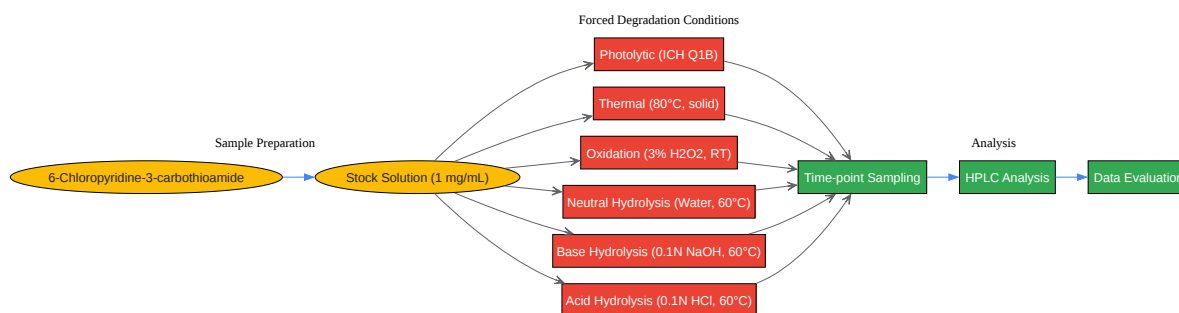 Forced Degradation Conditions
Photolytic (ICH Q1B)
Thermal (80°C, solid)
Sample Preparation
Analysis
Oxidation (3% H2O2, RT)
6-Chloropyridine-3-carbothioamide
Stock Solution (1 mg/mL)
Time-point Sampling
HPLC Analysis
Data Evaluation
Neutral Hydrolysis (Water, 60°C)
Base Hydrolysis (0.1N NaOH, 60°C)
Acid Hydrolysis (0.1N HCl, 60°C)